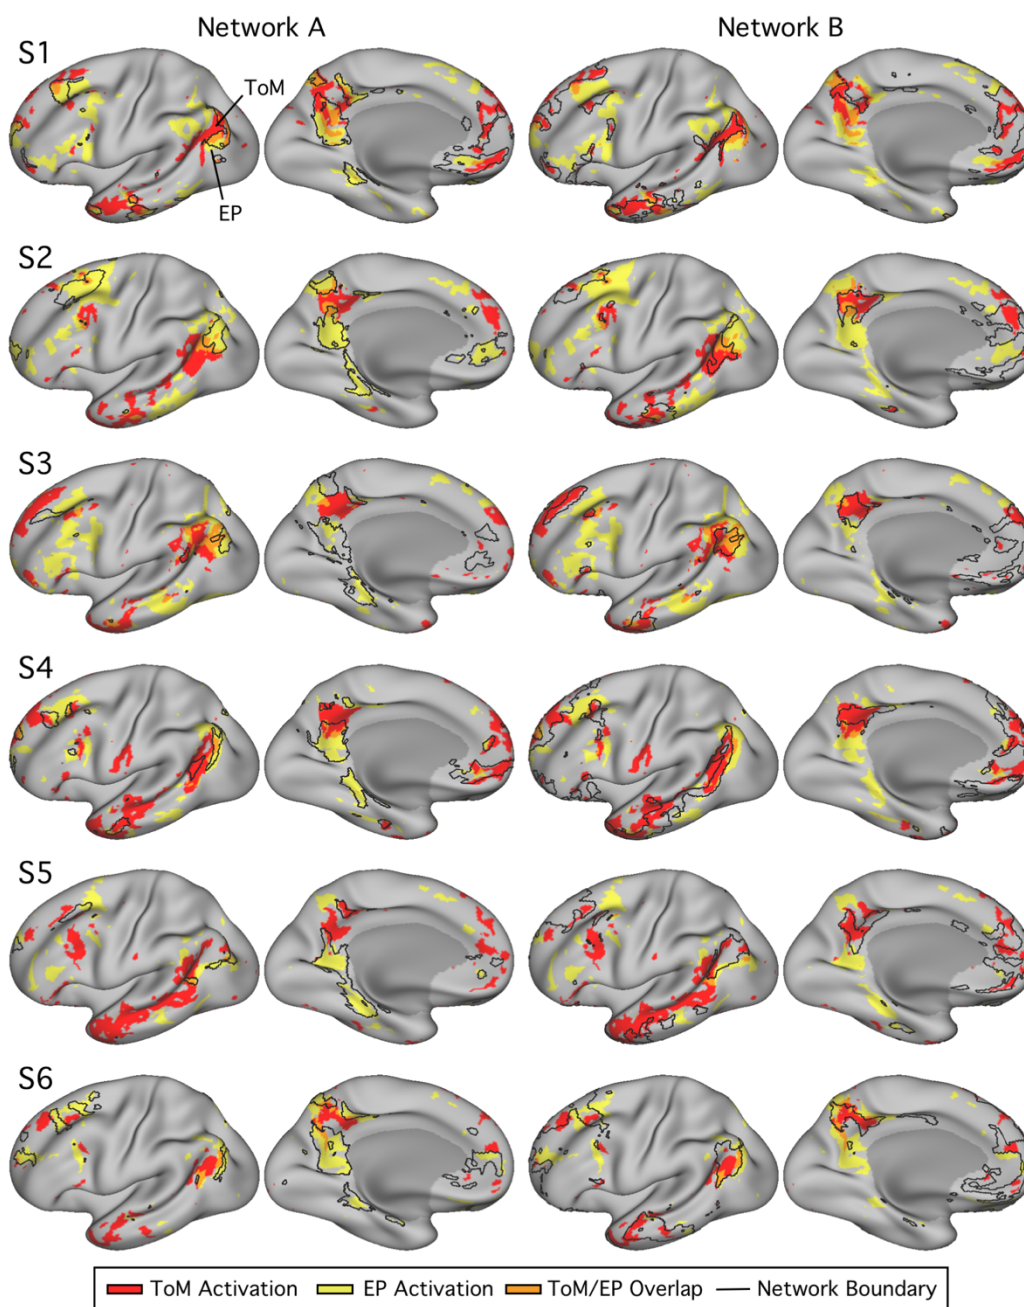 Network A
Network B
S1
ToM
EP
S2
S3
S4
S5
S6
ToM Activation
EP Activation
ToM/EP Overlap
Network Boundary